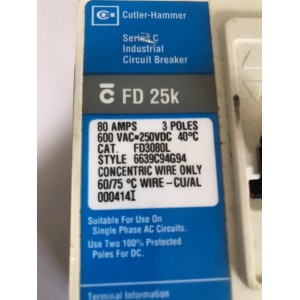 Cutler-Hammer
Series C
Industrial
Circuit Breaker
C FD 25k
80 AMPS 3 POLES
600 VAC=250VDC 40°C
CAT. FD3080L
STYLE 6639C94G94
CONCENTRIC WIRE ONLY
60/75 °C WIRE-CU/AL
000414I
Suitable For Use On
Single Phase AC Circuits.
Use Two 100% Protected
Poles For DC.
Terminal Information